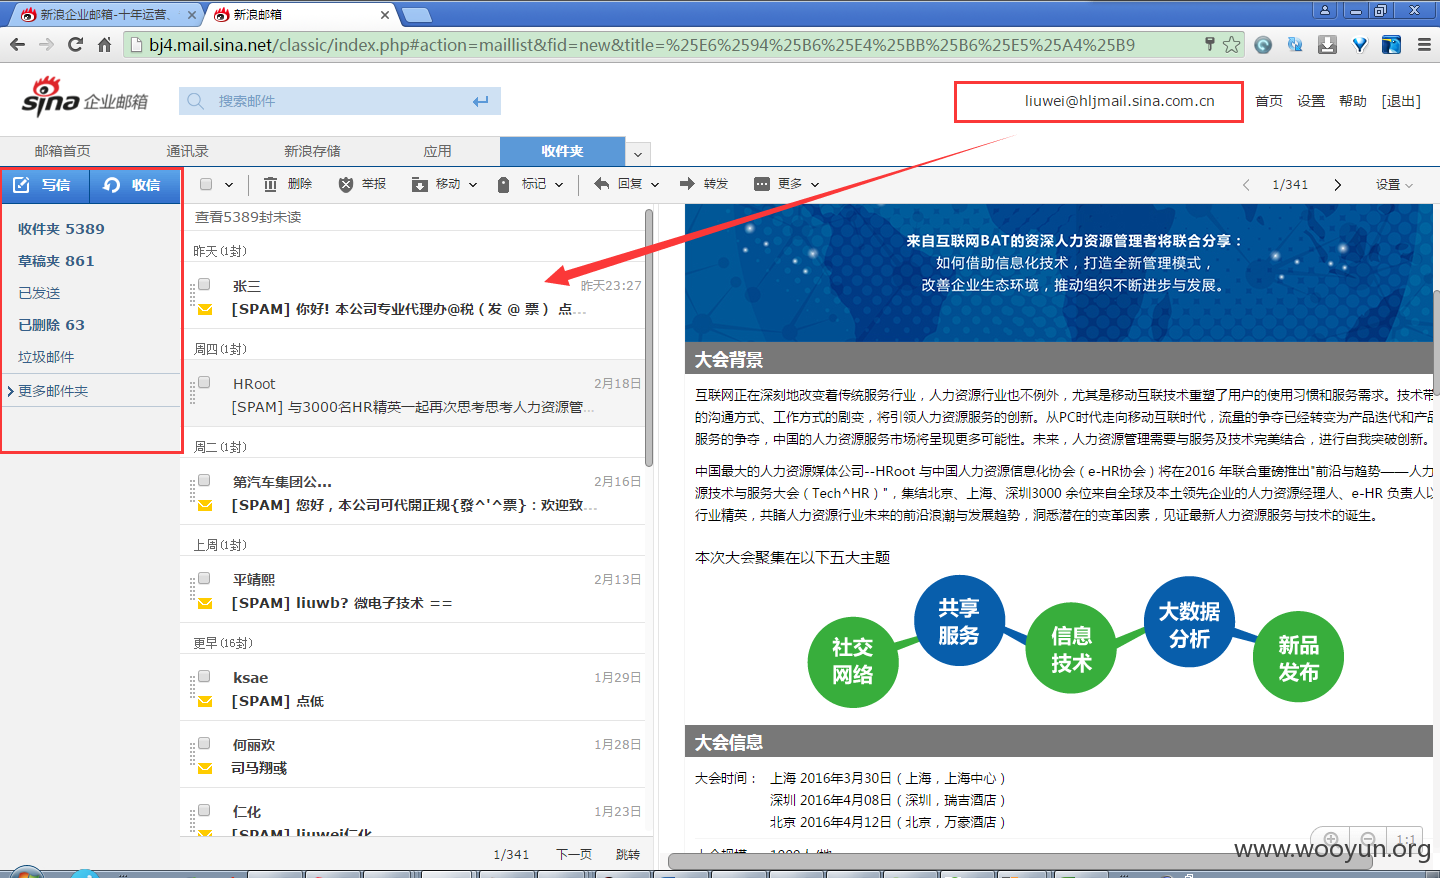 新浪企业邮箱-十年运营、
新浪邮箱
bj4.mail.sina.net/classic/index.php#action=maillist&fid=new&title=%25E6%2594%25B6%25E4%25BB%25B6%25E5%25A4%25B9
sina 企业邮箱
搜索邮件
liuwei@hljmail.sina.com.cn
首页 设置 帮助 [退出]
邮箱首页 通讯录 新浪存储 应用 收件夹
写信 收信
删除 举报 移动 标记 回复 转发 更多
1/341
设置
收件夹 5389
草稿夹 861
已发送
已删除 63
垃圾邮件
更多邮件夹
查看5389封未读
昨天(1封)
张三 昨天23:27
[SPAM] 你好! 本公司专业代理办@税（发 @ 票） 点...
周四(1封)
HRoot 2月18日
[SPAM] 与3000名HR精英一起再次思考思考人力资源管...
周二(1封)
第汽车集团公... 2月16日
[SPAM] 您好，本公司可代開正规{發^'^票}：欢迎致...
上周(1封)
平靖熙 2月13日
[SPAM] liuwb? 微电子技术 ==
更早(16封)
ksae 1月29日
[SPAM] 点低
何丽欢 1月28日
司马翔彧
仁化 1月23日
[SPAM] liuwei仁化
1/341 下一页 跳转
来自互联网BAT的资深人力资源管理者将联合分享：
如何借助信息化技术，打造全新管理模式，
改善企业生态环境，推动组织不断进步与发展。
大会背景
互联网正在深刻地改变着传统服务行业，人力资源行业也不例外，尤其是移动互联技术重塑了用户的使用习惯和服务需求。技术带
的沟通方式、工作方式的剧变，将引领人力资源服务的创新。从PC时代走向移动互联时代，流量的争夺已经转变为产品迭代和产品
服务的争夺，中国的人力资源服务市场将呈现更多可能性。未来，人力资源管理需要与服务及技术完美结合，进行自我突破创新。
中国最大的人力资源媒体公司--HRoot 与中国人力资源信息化协会（e-HR协会）将在2016 年联合重磅推出"前沿与趋势——人力
源技术与服务大会（Tech^HR）"，集结北京、上海、深圳3000 余位来自全球及本土领先企业的人力资源经理人、e-HR 负责人以
行业精英，共睹人力资源行业未来的前沿浪潮与发展趋势，洞悉潜在的变革因素，见证最新人力资源服务与技术的诞生。
本次大会聚集在以下五大主题
社交
网络
共享
服务
信息
技术
大数据
分析
新品
发布
大会信息
大会时间： 上海 2016年3月30日（上海，上海中心）
深圳 2016年4月08日（深圳，瑞吉酒店）
北京 2016年4月12日（北京，万豪酒店）
1:1
www.wooyun.org